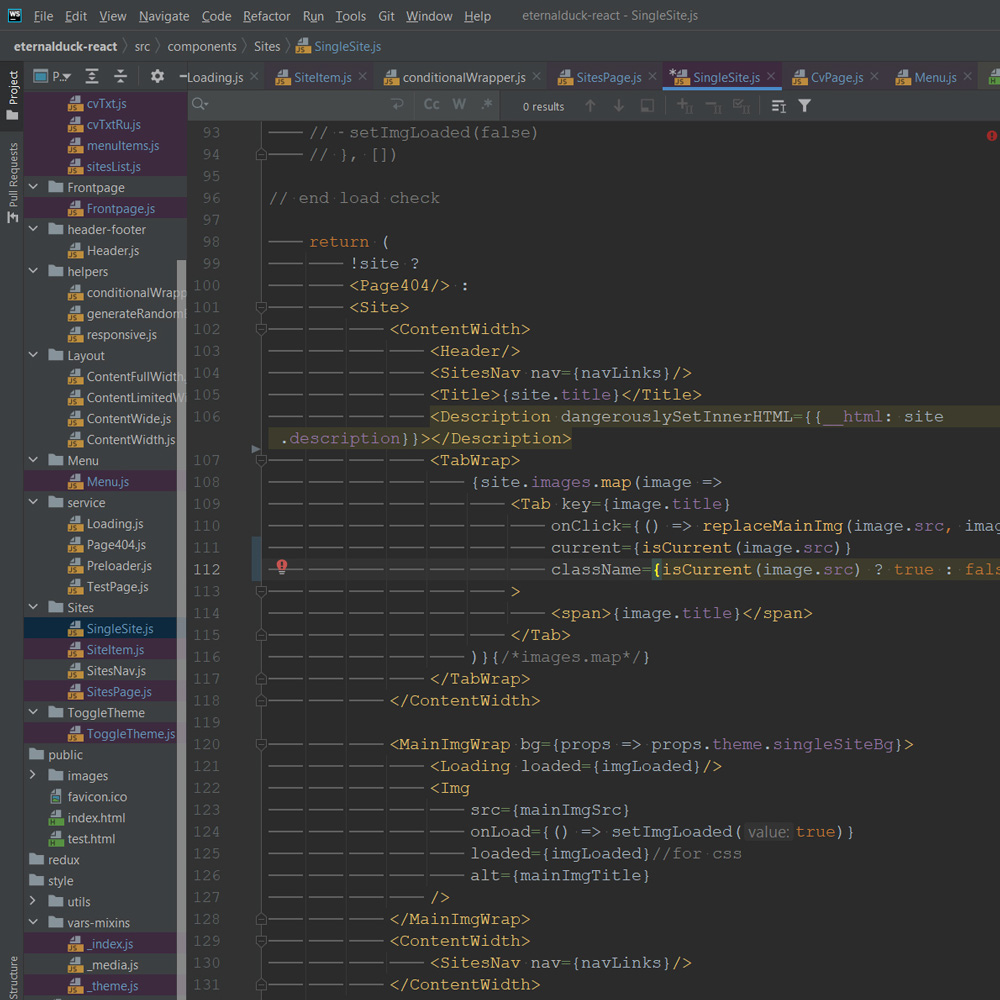 WS File Edit View Navigate Code Refactor Run Tools Git Window Help eternalduck-react - SingleSite.js
eternalduck-react src components Sites SingleSite.js
P... Loading.js SiteItem.js conditionalWrapper.js SitesPage.js *SingleSite.js CvPage.js Menu.js
Cc W .* 0 results
Project
Pull Requests
Structure
cvTxt.js
cvTxtRu.js
menuItems.js
sitesList.js
Frontpage
Frontpage.js
header-footer
Header.js
helpers
conditionalWrapp
generateRandom
responsive.js
Layout
ContentFullWidth.
ContentLimitedW
ContentWide.js
ContentWidth.js
Menu
Menu.js
service
Loading.js
Page404.js
Preloader.js
TestPage.js
Sites
SingleSite.js
SiteItem.js
SitesNav.js
SitesPage.js
ToggleTheme
ToggleTheme.js
public
images
favicon.ico
index.html
test.html
redux
style
utils
vars-mixins
_index.js
_media.js
_theme.js
93 // - setImgLoaded(false)
94 // }, [])
95
96 // end load check
97
98 return (
99 !site ?
100 <Page404/> :
101 <Site>
102 <ContentWidth>
103 <Header/>
104 <SitesNav nav={navLinks}/>
105 <Title>{site.title}</Title>
106 <Description dangerouslySetInnerHTML={{__html: site
.description}}></Description>
107 <TabWrap>
108 {site.images.map(image =>
109 <Tab key={image.title}
110 onClick={() => replaceMainImg(image.src, ima
111 current={isCurrent(image.src)}
112 className={isCurrent(image.src) ? true : fals
113 >
114 <span>{image.title}</span>
115 </Tab>
116 )}{/*images.map*/}
117 </TabWrap>
118 </ContentWidth>
119
120 <MainImgWrap bg={props => props.theme.singleSiteBg}>
121 <Loading loaded={imgLoaded}/>
122 <Img
123 src={mainImgSrc}
124 onLoad={() => setImgLoaded( value: true)}
125 loaded={imgLoaded}//for css
126 alt={mainImgTitle}
127 />
128 </MainImgWrap>
129 <ContentWidth>
130 <SitesNav nav={navLinks}/>
131 </ContentWidth>